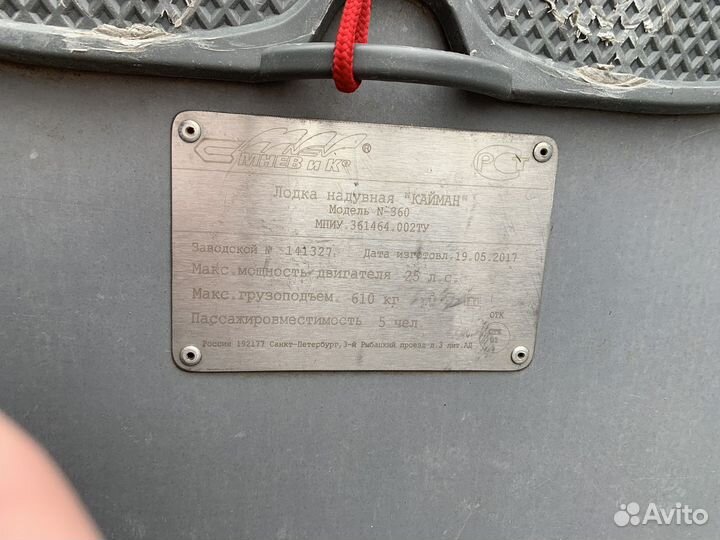 МНЕВ и К®
РСТ
Лодка надувная "КАЙМАН"
Модель N-360
МПИУ.361464.002ТУ
Заводской № 141327. Дата изготовл.19.05.2017
Макс.мощность двигателя 25 л.с.
Макс.грузоподъем. 610 кг
Пассажировместимость 5 чел
ОТК
Россия 192177 Санкт-Петербург,3-й Рыбацкий проезд д.3 лит.АД
Avito